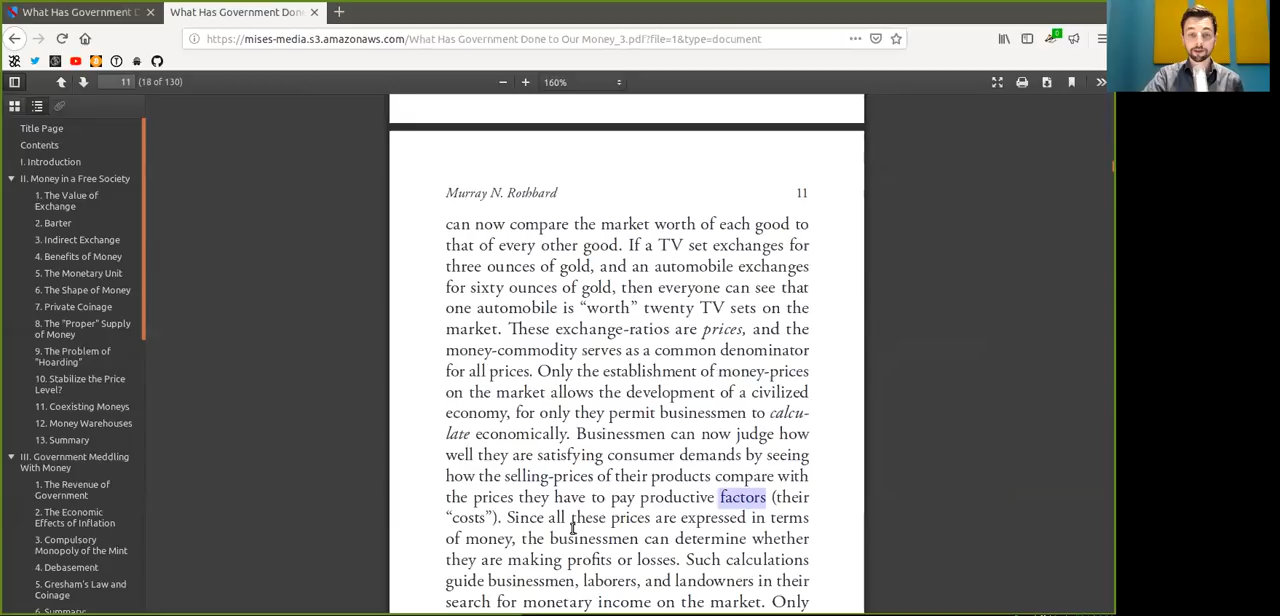 What Has Government D
What Has Government Done
https://mises-media.s3.amazonaws.com/What Has Government Done to Our Money_3.pdf?file=1&type=document
0
11 (18 of 130)
160%
Title Page
Contents
I. Introduction
II. Money in a Free Society
1. The Value of
Exchange
2. Barter
3. Indirect Exchange
4. Benefits of Money
5. The Monetary Unit
6. The Shape of Money
7. Private Coinage
8. The "Proper" Supply
of Money
9. The Problem of
"Hoarding"
10. Stabilize the Price
Level?
11. Coexisting Moneys
12. Money Warehouses
13. Summary
III. Government Meddling
With Money
1. The Revenue of
Government
2. The Economic
Effects of Inflation
3. Compulsory
Monopoly of the Mint
4. Debasement
5. Gresham's Law and
Coinage
6. Summary:
Murray N. Rothbard 11
can now compare the market worth of each good to
that of every other good. If a TV set exchanges for
three ounces of gold, and an automobile exchanges
for sixty ounces of gold, then everyone can see that
one automobile is “worth” twenty TV sets on the
market. These exchange-ratios are prices, and the
money-commodity serves as a common denominator
for all prices. Only the establishment of money-prices
on the market allows the development of a civilized
economy, for only they permit businessmen to calcu-
late economically. Businessmen can now judge how
well they are satisfying consumer demands by seeing
how the selling-prices of their products compare with
the prices they have to pay productive factors (their
“costs”). Since all these prices are expressed in terms
of money, the businessmen can determine whether
they are making profits or losses. Such calculations
guide businessmen, laborers, and landowners in their
search for monetary income on the market. Only